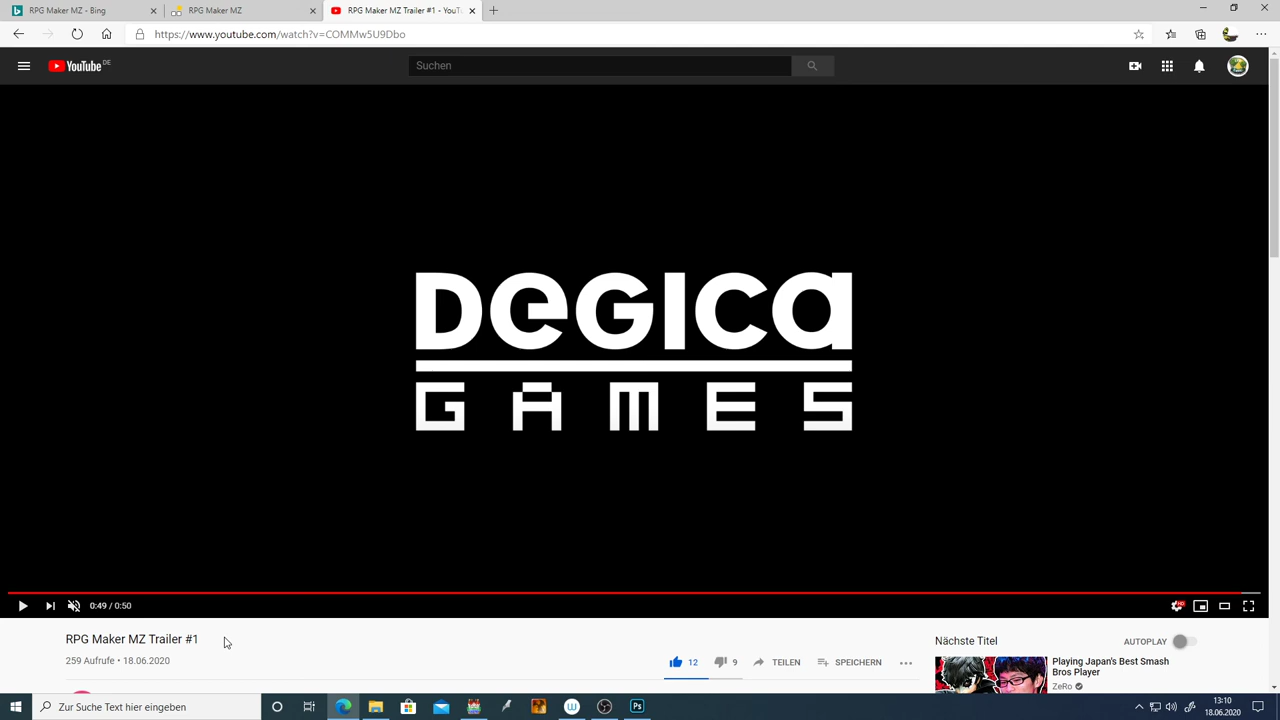 RPG Maker MZ - Bing
RPG Maker MZ
RPG Maker MZ Trailer #1 - YouT
https://www.youtube.com/watch?v=COMMw5U9Dbo
YouTube DE
Suchen
DEGICA
GAMES
0:49 / 0:50
HD
RPG Maker MZ Trailer #1
259 Aufrufe • 18.06.2020
12
9
TEILEN
SPEICHERN
Nächste Titel
AUTOPLAY
Playing Japan's Best Smash
Bros Player
ZeRo
Zur Suche Text hier eingeben
W
Ps
13:10
18.06.2020